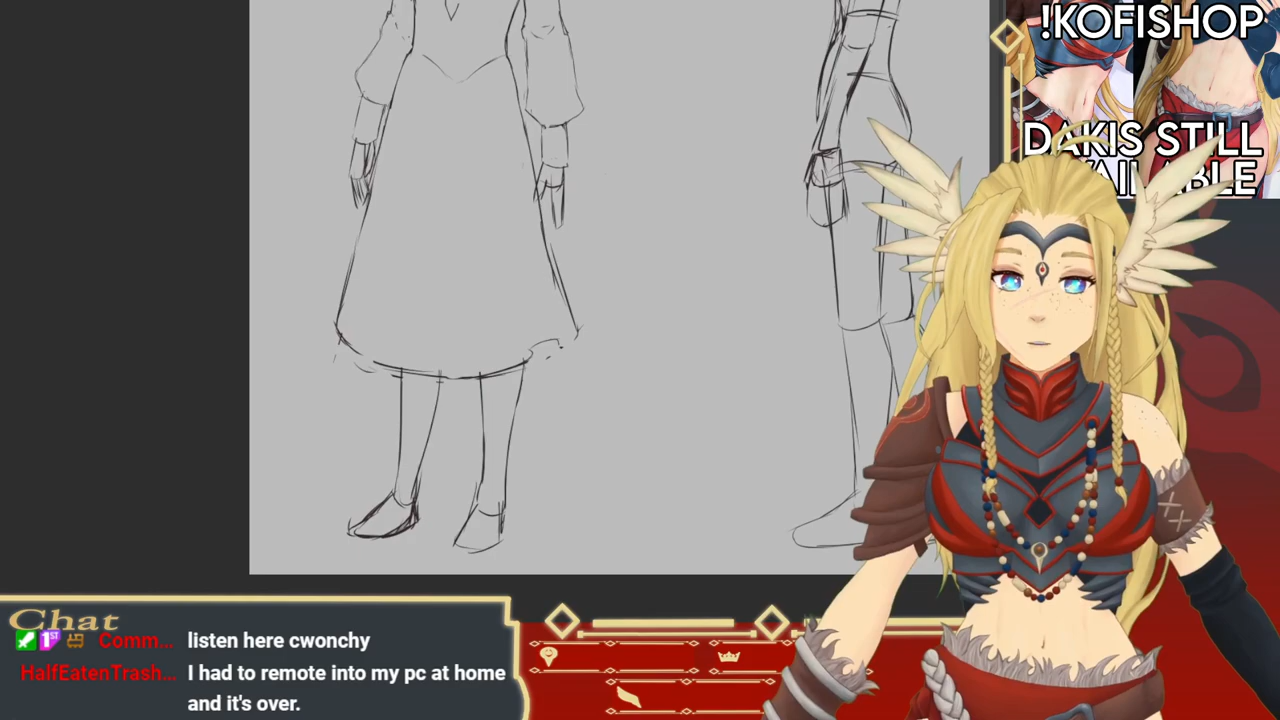 !KOFISHOP
DAKIS STILL
Chat
1ST Comm... listen here cwonchy
HalfEatenTrash... I had to remote into my pc at home
and it's over.